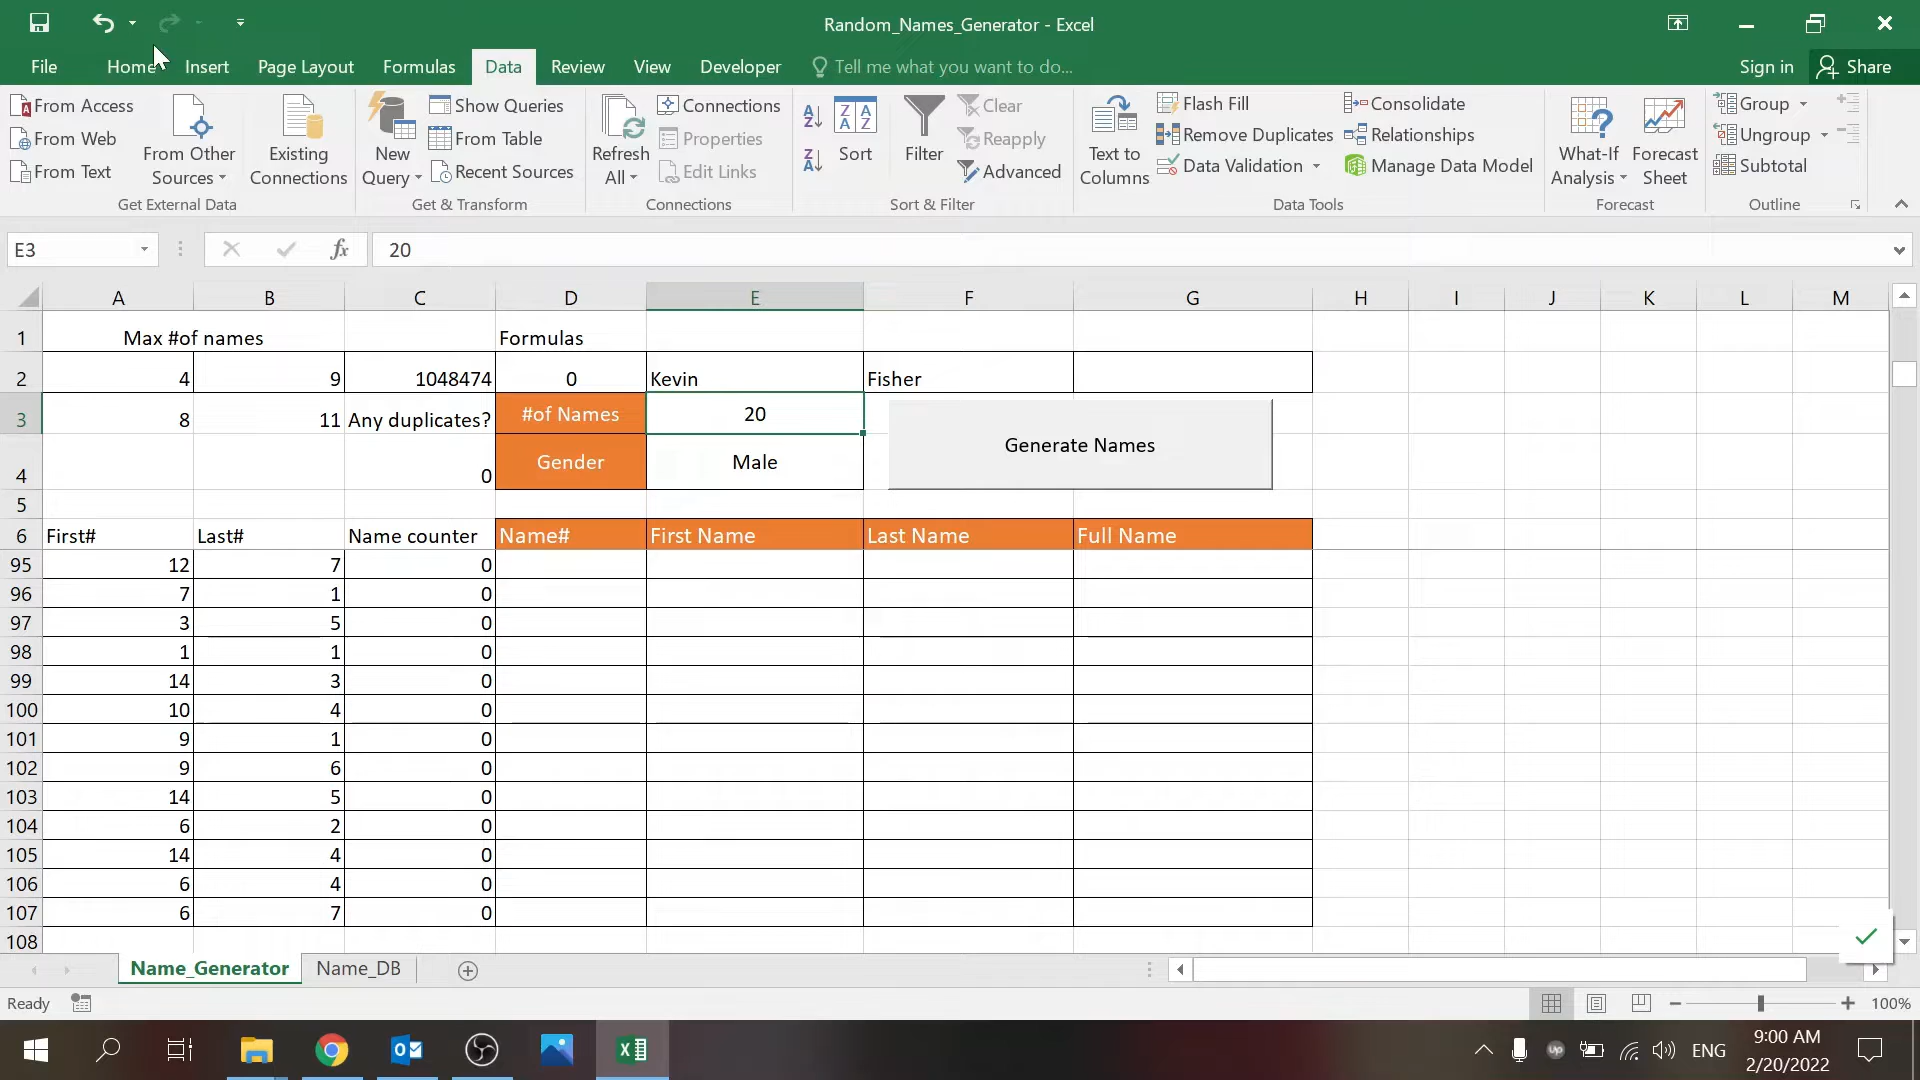 Random_Names_Generator - Excel
File Home Insert Page Layout Formulas Data Review View Developer Tell me what you want to do... Sign in Share
From Access
From Web
From Text
From Other Sources
Existing Connections
Get External Data
New Query
Show Queries
From Table
Recent Sources
Get & Transform
Refresh All
Connections
Properties
Edit Links
Connections
Sort
Filter
Clear
Reapply
Advanced
Sort & Filter
Text to Columns
Flash Fill
Remove Duplicates
Data Validation
Consolidate
Relationships
Manage Data Model
Data Tools
What-If Analysis
Forecast Sheet
Forecast
Group
Ungroup
Subtotal
Outline
E3 fx 20
A B C D E F G H I J K L M
1 Max #of names Formulas
2 4 9 1048474 0 Kevin Fisher
3 8 11 Any duplicates? #of Names 20
Generate Names
4 0 Gender Male
5
6 First# Last# Name counter Name# First Name Last Name Full Name
95 12 7 0
96 7 1 0
97 3 5 0
98 1 1 0
99 14 3 0
100 10 4 0
101 9 1 0
102 9 6 0
103 14 5 0
104 6 2 0
105 14 4 0
106 6 4 0
107 6 7 0
108
Name_Generator Name_DB
Ready 100%
ENG 9:00 AM
2/20/2022